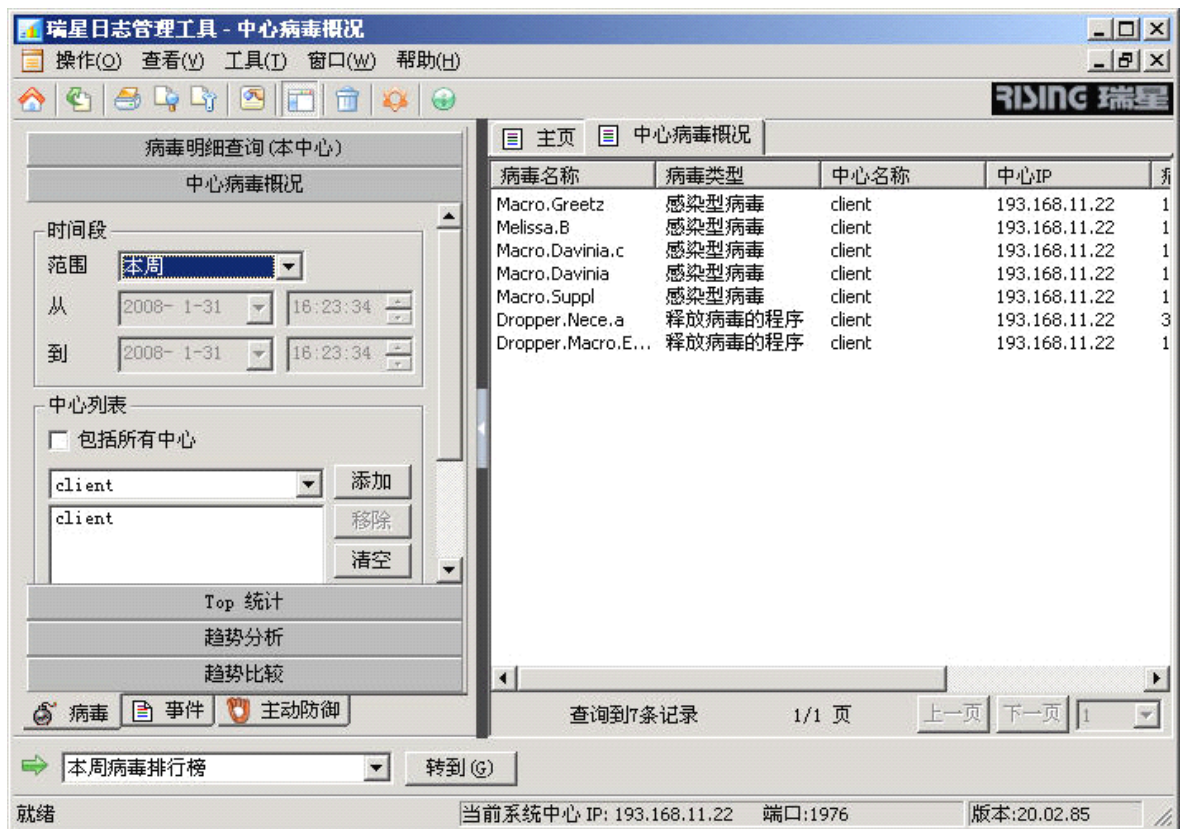 瑞星日志管理工具 - 中心病毒概况
操作(O) 查看(V) 工具(T) 窗口(W) 帮助(H)
RISING 瑞星
病毒明细查询(本中心)
中心病毒概况
时间段
范围 本周
从 2008- 1-31 16:23:34
到 2008- 1-31 16:23:34
中心列表
包括所有中心
client 添加
client 移除
清空
Top 统计
趋势分析
趋势比较
病毒 事件 主动防御
主页 中心病毒概况
病毒名称 病毒类型 中心名称 中心IP
Macro.Greetz 感染型病毒 client 193.168.11.22 1
Melissa.B 感染型病毒 client 193.168.11.22 1
Macro.Davinia.c 感染型病毒 client 193.168.11.22 1
Macro.Davinia 感染型病毒 client 193.168.11.22 1
Macro.Suppl 感染型病毒 client 193.168.11.22 1
Dropper.Nece.a 释放病毒的程序 client 193.168.11.22 3
Dropper.Macro.E... 释放病毒的程序 client 193.168.11.22 1
查询到7条记录 1/1 页 上一页 下一页 1
本周病毒排行榜 转到(G)
就绪 当前系统中心 IP: 193.168.11.22 端口:1976 版本:20.02.85